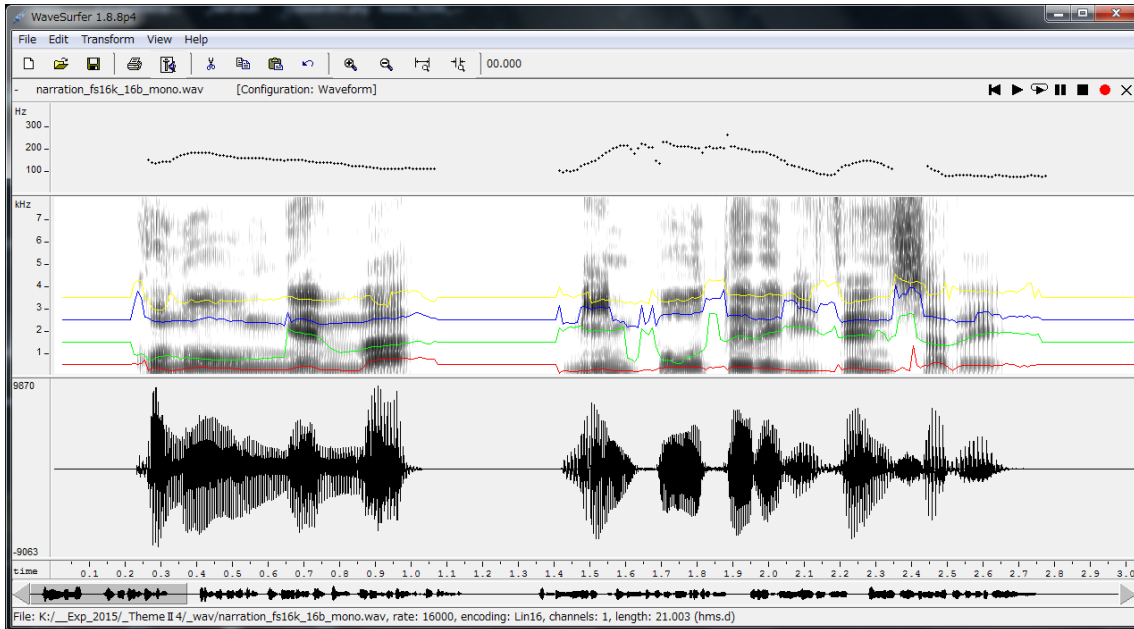 WaveSurfer 1.8.8p4
File Edit Transform View Help
00.000
- narration_fs16k_16b_mono.wav [Configuration: Waveform]
Hz
300
200
100
kHz
7
6
5
4
3
2
1
9870
-9063
time 0.1 0.2 0.3 0.4 0.5 0.6 0.7 0.8 0.9 1.0 1.1 1.2 1.3 1.4 1.5 1.6 1.7 1.8 1.9 2.0 2.1 2.2 2.3 2.4 2.5 2.6 2.7 2.8 2.9 3.0
File: K:/__Exp_2015/_ThemeⅡ4/_wav/narration_fs16k_16b_mono.wav, rate: 16000, encoding: Lin16, channels: 1, length: 21.003 (hms.d)